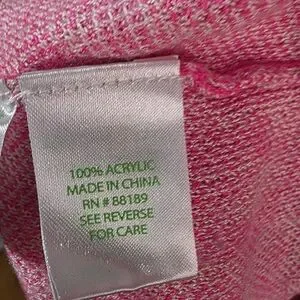 100% ACRYLIC
MADE IN CHINA
RN # 88189
SEE REVERSE
FOR CARE